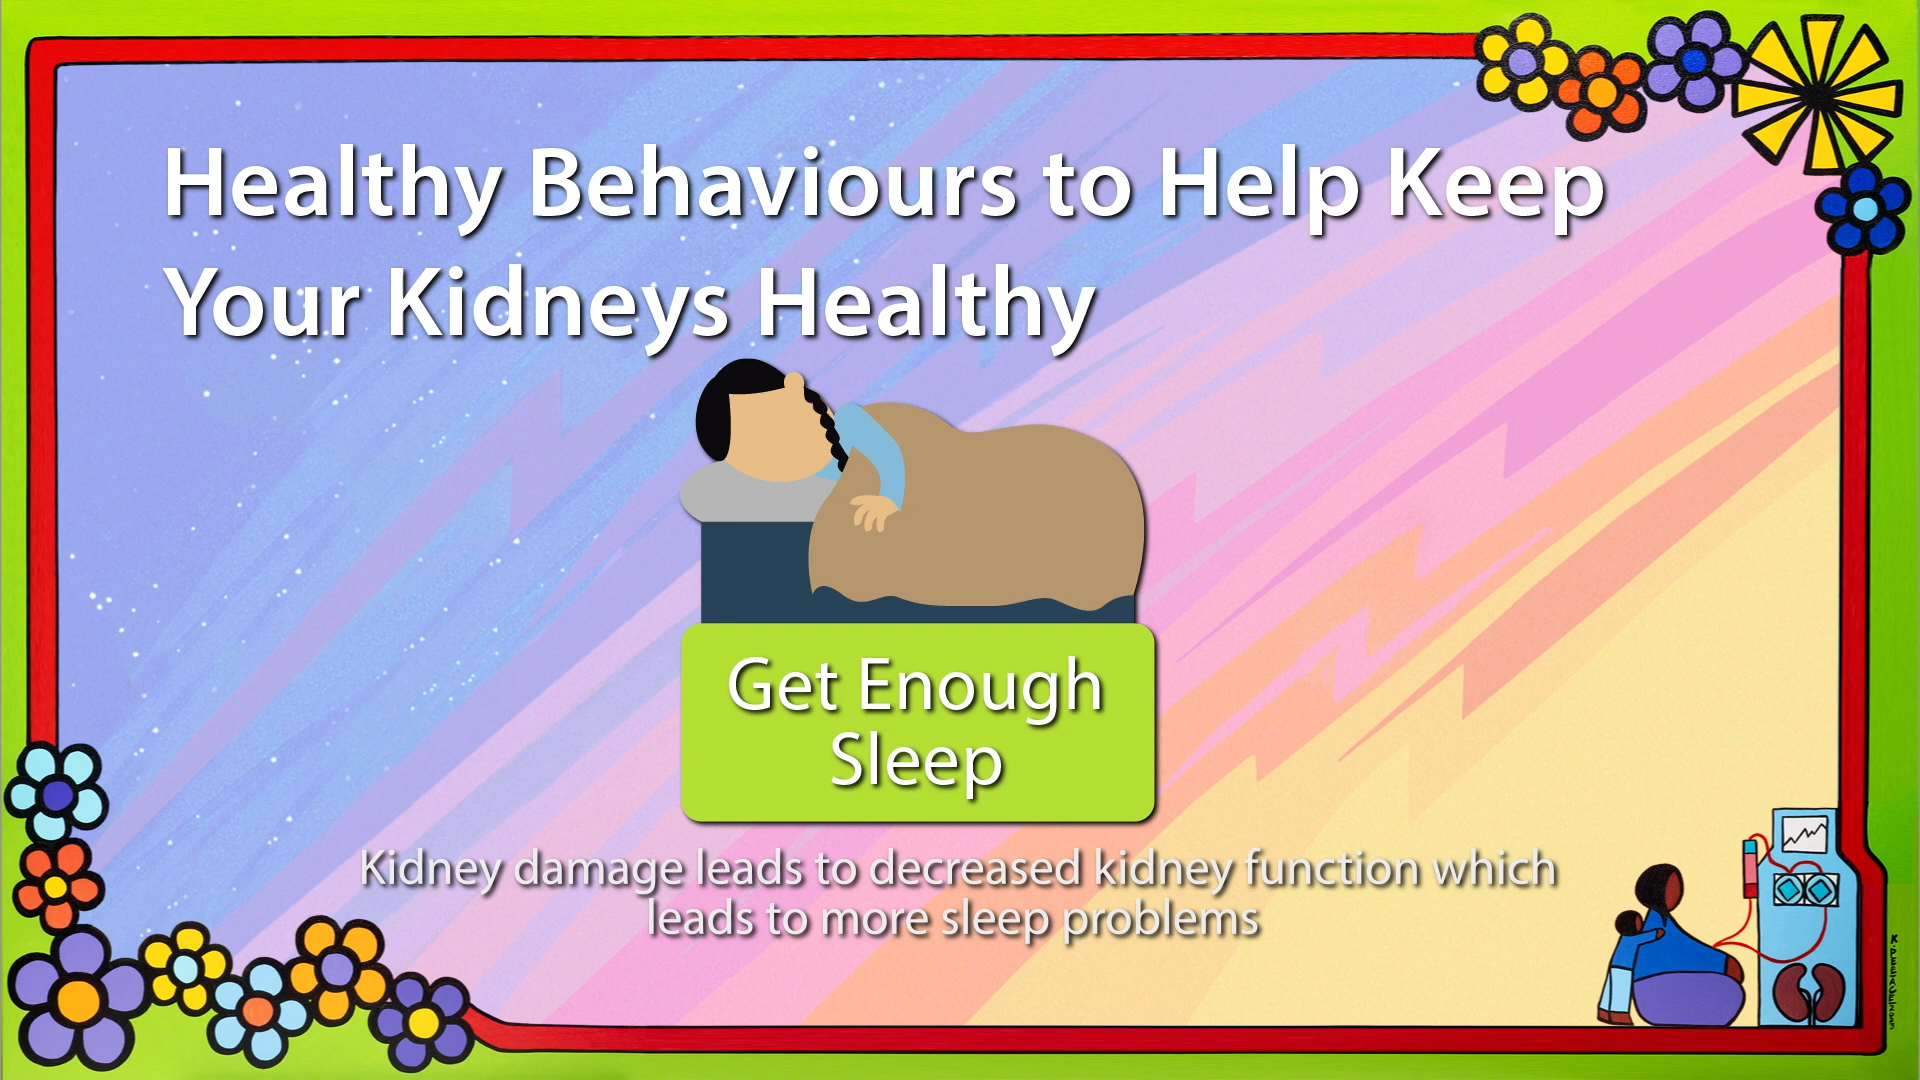 Healthy Behaviours to Help Keep
Your Kidneys Healthy
Get Enough
Sleep
Kidney damage leads to decreased kidney function which
leads to more sleep problems